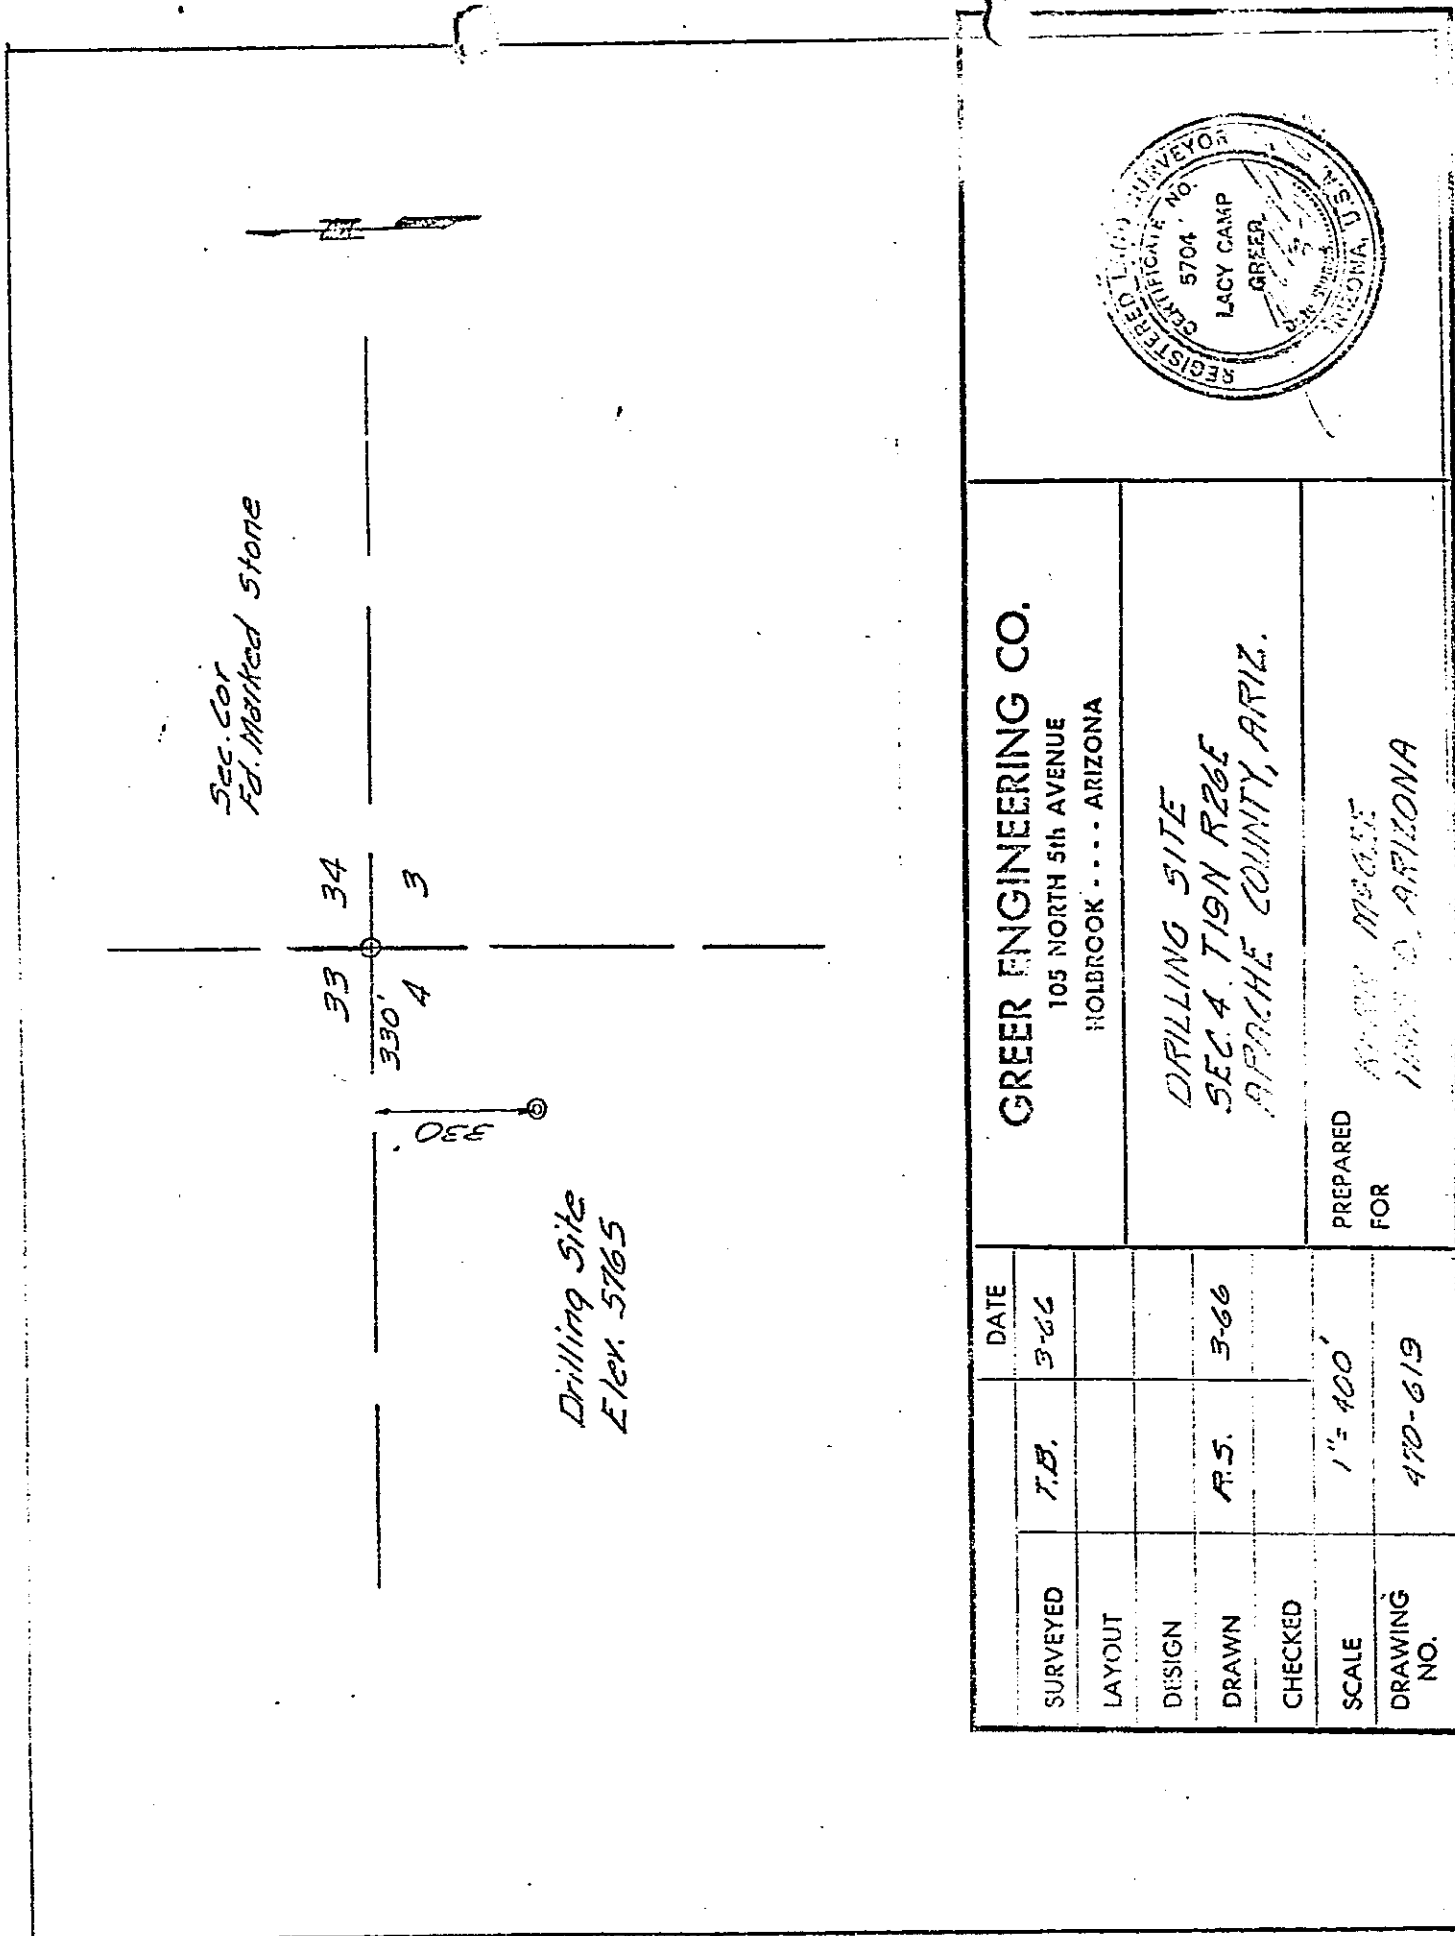 Sec. Cor
Fd. Marked Stone
33 34
330'
4 3
330'
Drilling Site
Elev. 5765
REGISTERED LAND SURVEYOR
CERTIFICATE NO.
5704
LACY CAMP
GREER
ARIZONA, U.S.A.
GREER ENGINEERING CO.
105 NORTH 5th AVENUE
HOLBROOK - - - - ARIZONA
DRILLING SITE
SEC. 4 T19N R26E
APACHE COUNTY, ARIZ.
PREPARED
FOR
McGEE
ARIZONA
DATE
SURVEYED T.B. 3-66
LAYOUT
DESIGN
DRAWN R.S. 3-66
CHECKED
SCALE 1" = 400'
DRAWING
NO. 470-619